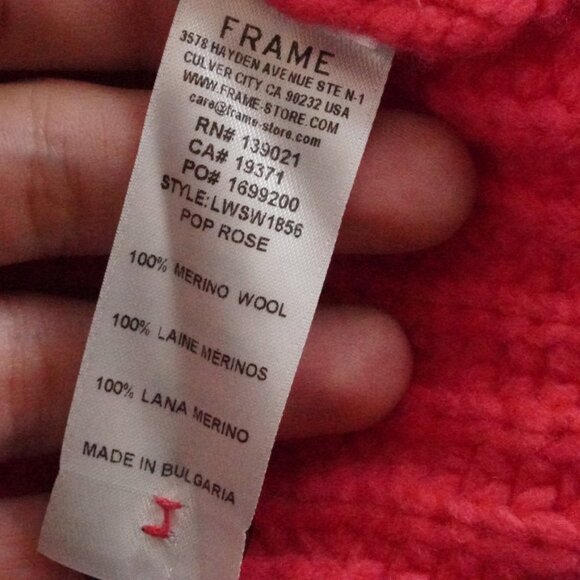 FRAME
3578 HAYDEN AVENUE STE N-1
CULVER CITY CA 90232 USA
WWW.FRAME-STORE.COM
care@frame-store.com
RN# 139021
CA# 19371
PO# 1699200
STYLE:LWSW1856
POP ROSE
100% MERINO WOOL
100% LAINE MERINOS
100% LANA MERINO
MADE IN BULGARIA